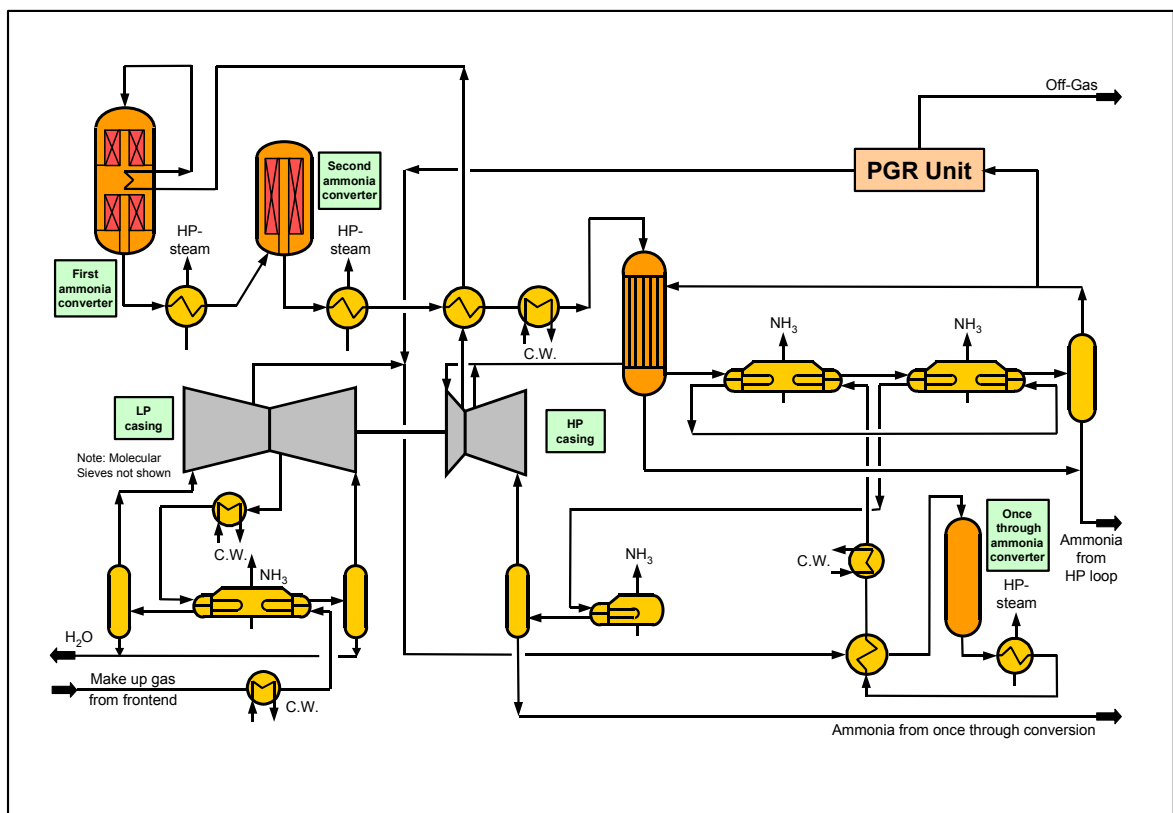 Off-Gas
PGR Unit
Second
ammonia
converter
HP-
steam
HP-
steam
First
ammonia
converter
C.W.
NH3
NH3
LP
casing
HP
casing
Note: Molecular
Sieves not shown
C.W.
NH3
NH3
C.W.
Once
through
ammonia
converter
Ammonia
from
HP loop
HP-
steam
H2O
Make up gas
from frontend
C.W.
Ammonia from once through conversion